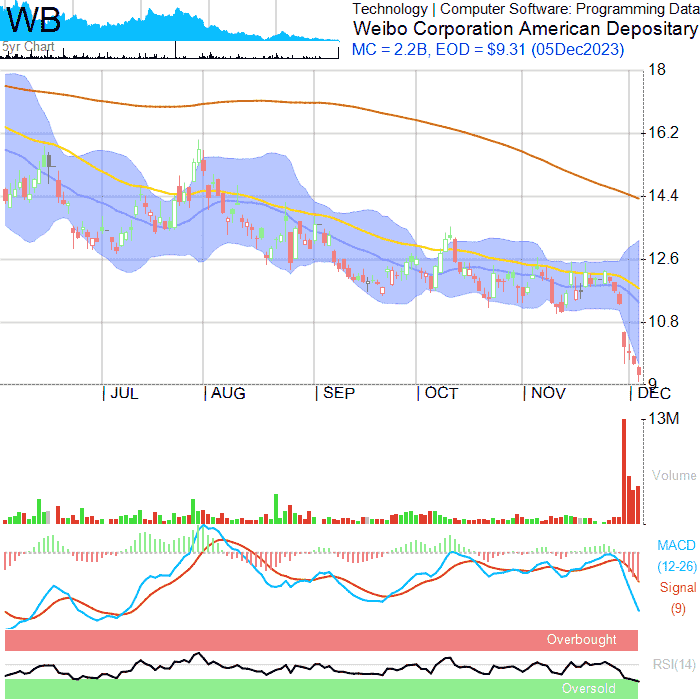 WB
Technology | Computer Software: Programming Data
Weibo Corporation American Depositary
MC = 2.2B, EOD = $9.31 (05Dec2023)
5yr Chart
18
16.2
14.4
12.6
10.8
9
JUL
AUG
SEP
OCT
NOV
DEC
13M
Volume
MACD
(12-26)
Signal
(9)
Overbought
RSI(14)
Oversold